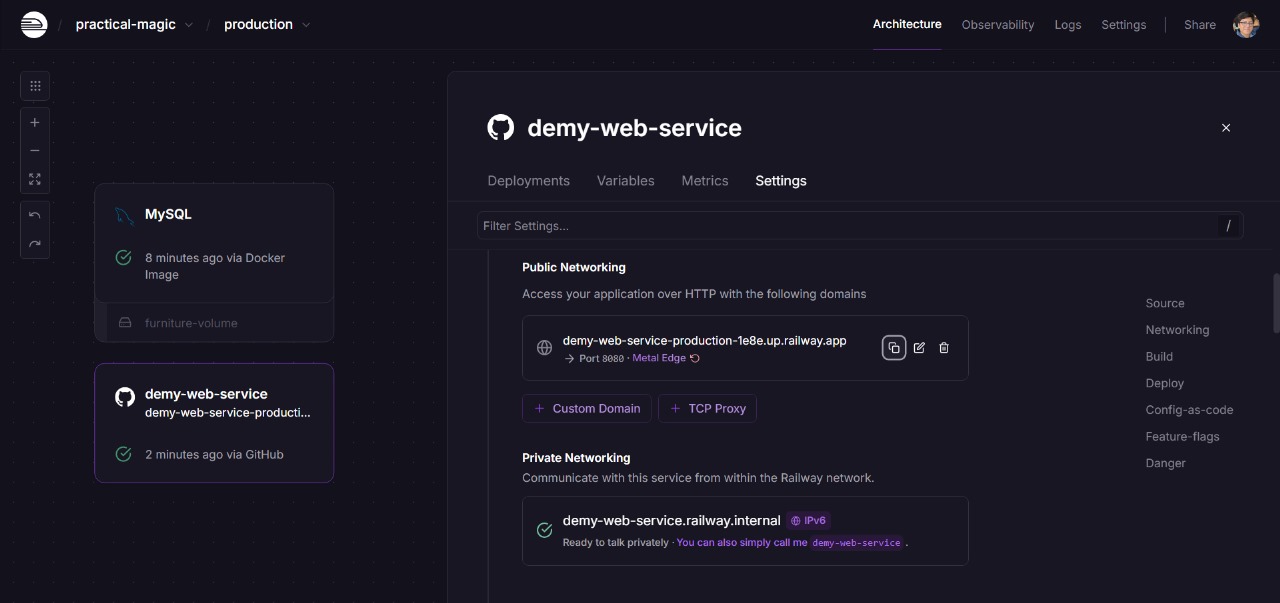 / practical-magic / production
Architecture Observability Logs Settings Share
demy-web-service
Deployments Variables Metrics Settings
Filter Settings... /
MySQL
8 minutes ago via Docker
Image
furniture-volume
demy-web-service
demy-web-service-producti...
2 minutes ago via GitHub
Public Networking
Access your application over HTTP with the following domains
demy-web-service-production-1e8e.up.railway.app
→ Port 8080 · Metal Edge
+ Custom Domain + TCP Proxy
Private Networking
Communicate with this service from within the Railway network.
demy-web-service.railway.internal IPv6
Ready to talk privately · You can also simply call me demy-web-service .
Source
Networking
Build
Deploy
Config-as-code
Feature-flags
Danger